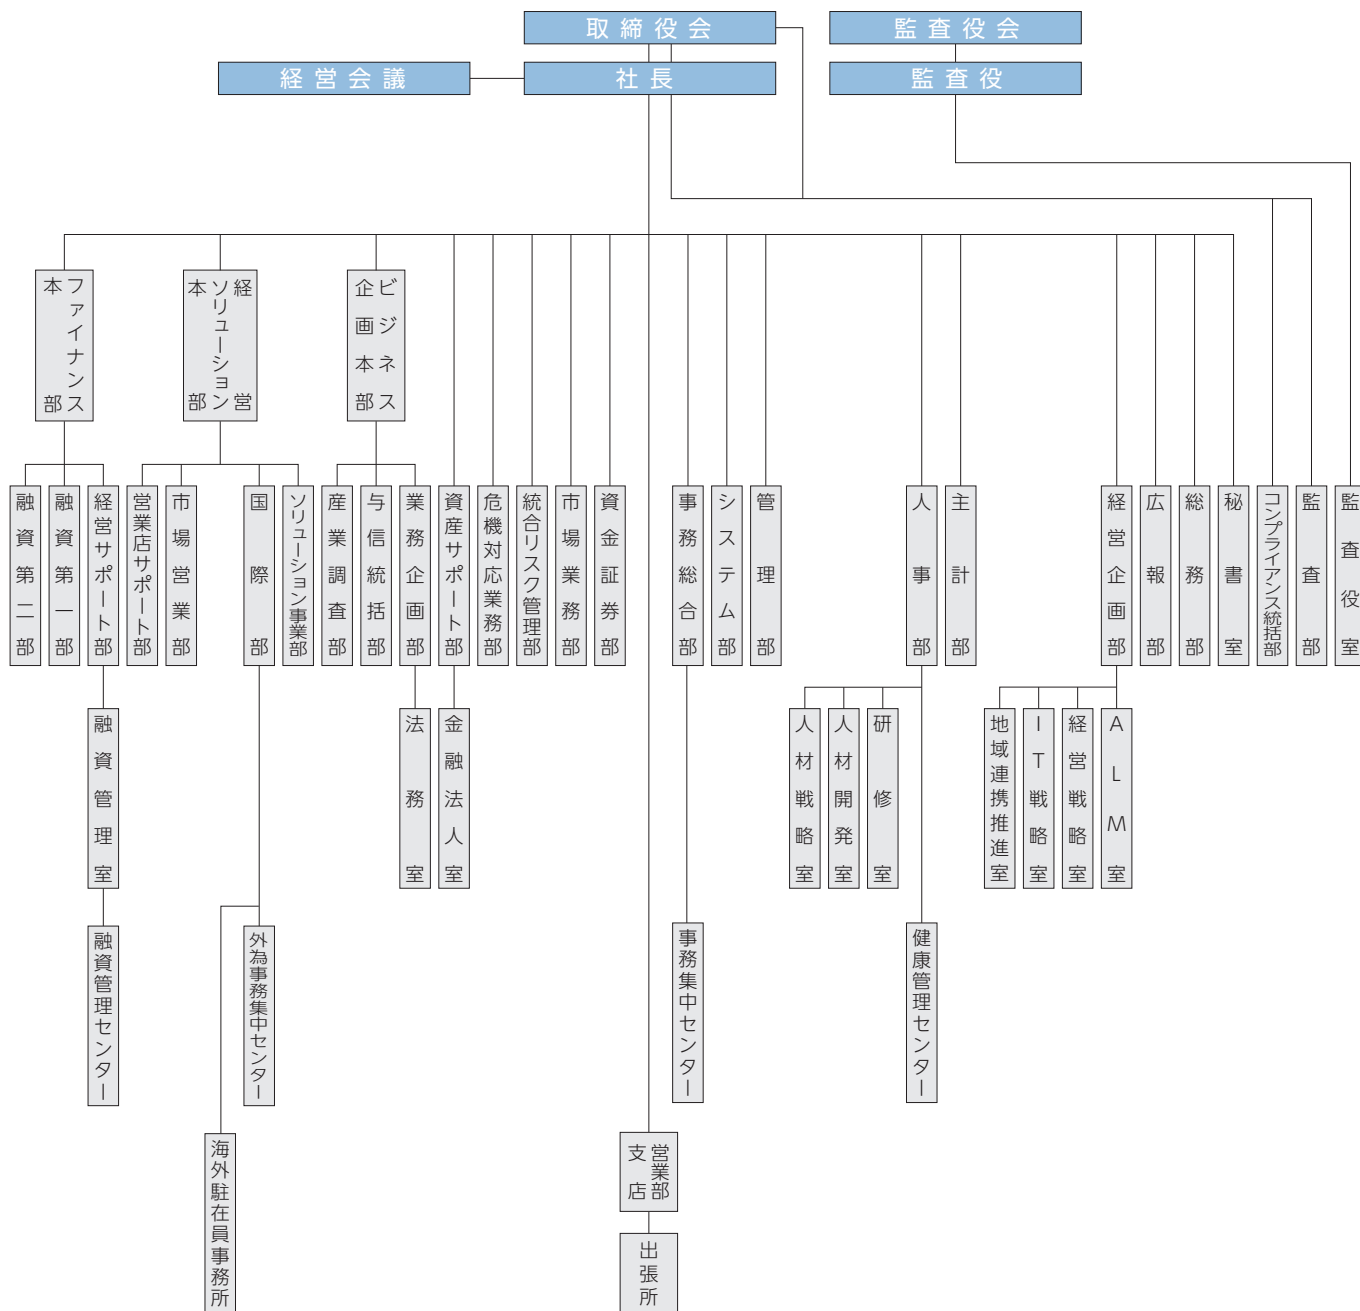 取締役会
監査役会
経営会議
社長
監査役
ファイナンス
本部
経営
ソリューション
本部
ビジネス
企画本部
融資第二部
融資第一部
経営サポート部
営業店サポート部
市場営業部
国際部
ソリューション事業部
産業調査部
与信統括部
業務企画部
資産サポート部
危機対応業務部
統合リスク管理部
市場業務部
資金証券部
事務総合部
システム部
管理部
人事部
主計部
経営企画部
広報部
総務部
秘書室
コンプライアンス統括部
監査部
監査役室
融資管理室
法務室
金融法人室
人材戦略室
人材開発室
研修室
地域連携推進室
IT戦略室
経営戦略室
ALM室
融資管理センター
外為事務集中センター
事務集中センター
健康管理センター
海外駐在員事務所
営業部
支店
出張所